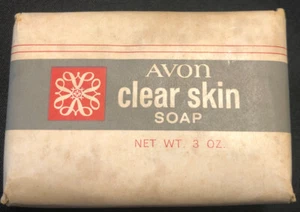 AVON
clear skin
SOAP
NET WT. 3 OZ.